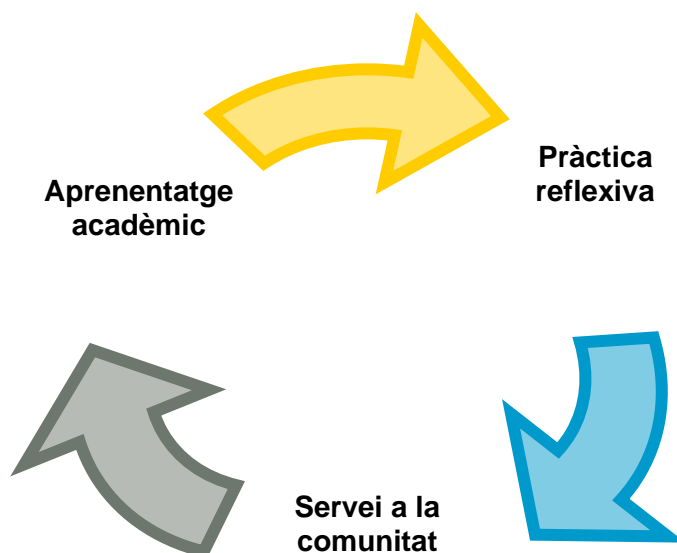 Aprenentatge
acadèmic
Pràctica
reflexiva
Servei a la
comunitat